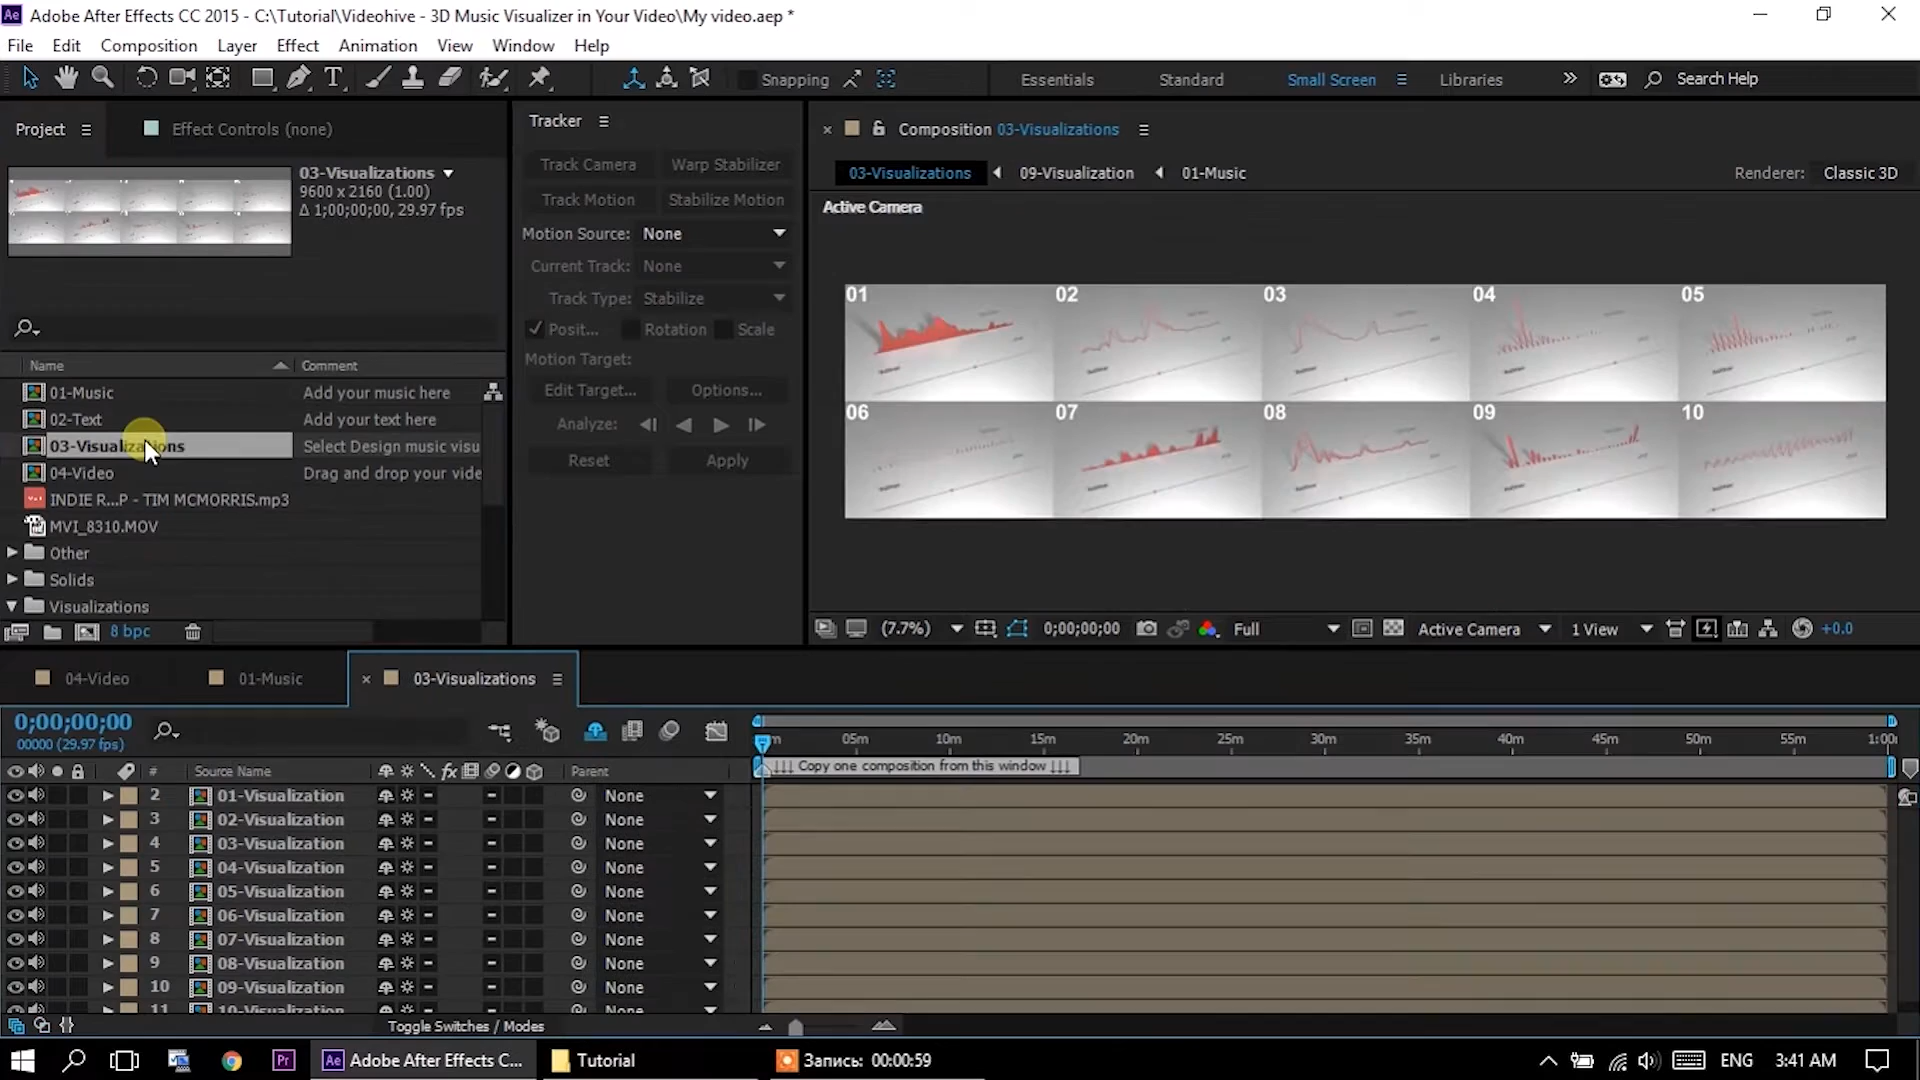 Adobe After Effects CC 2015 - C:\Tutorial\Videohive - 3D Music Visualizer in Your Video\My video.aep *
File Edit Composition Layer Effect Animation View Window Help
Snapping Essentials Standard Small Screen Libraries Search Help
Project Effect Controls (none)
03-Visualizations
9600 x 2160 (1.00)
Δ 1;00;00;00, 29.97 fps
Name Comment
01-Music Add your music here
02-Text Add your text here
03-Visualizations Select Design music visu
04-Video Drag and drop your vide
INDIE R...P - TIM MCMORRIS.mp3
MVI_8310.MOV
Other
Solids
Visualizations
8 bpc
Tracker
Track Camera Warp Stabilizer
Track Motion Stabilize Motion
Motion Source: None
Current Track: None
Track Type: Stabilize
Posit... Rotation Scale
Motion Target:
Edit Target... Options...
Analyze:
Reset Apply
Composition 03-Visualizations
03-Visualizations 09-Visualization 01-Music Renderer: Classic 3D
Active Camera
01 02 03 04 05
06 07 08 09 10
(7.7%) 0;00;00;00 Full Active Camera 1 View +0.0
04-Video 01-Music 03-Visualizations
0;00;00;00
00000 (29.97 fps)
05m 10m 15m 20m 25m 30m 35m 40m 45m 50m 55m 1:00
# Source Name fx Parent
↓↓↓ Copy one composition from this window ↓↓↓
2 01-Visualization None
3 02-Visualization None
4 03-Visualization None
5 04-Visualization None
6 05-Visualization None
7 06-Visualization None
8 07-Visualization None
9 08-Visualization None
10 09-Visualization None
11 10-Visualization
Toggle Switches / Modes
Pr Ae Adobe After Effects C... Tutorial Запись: 00:00:59 ENG 3:41 AM